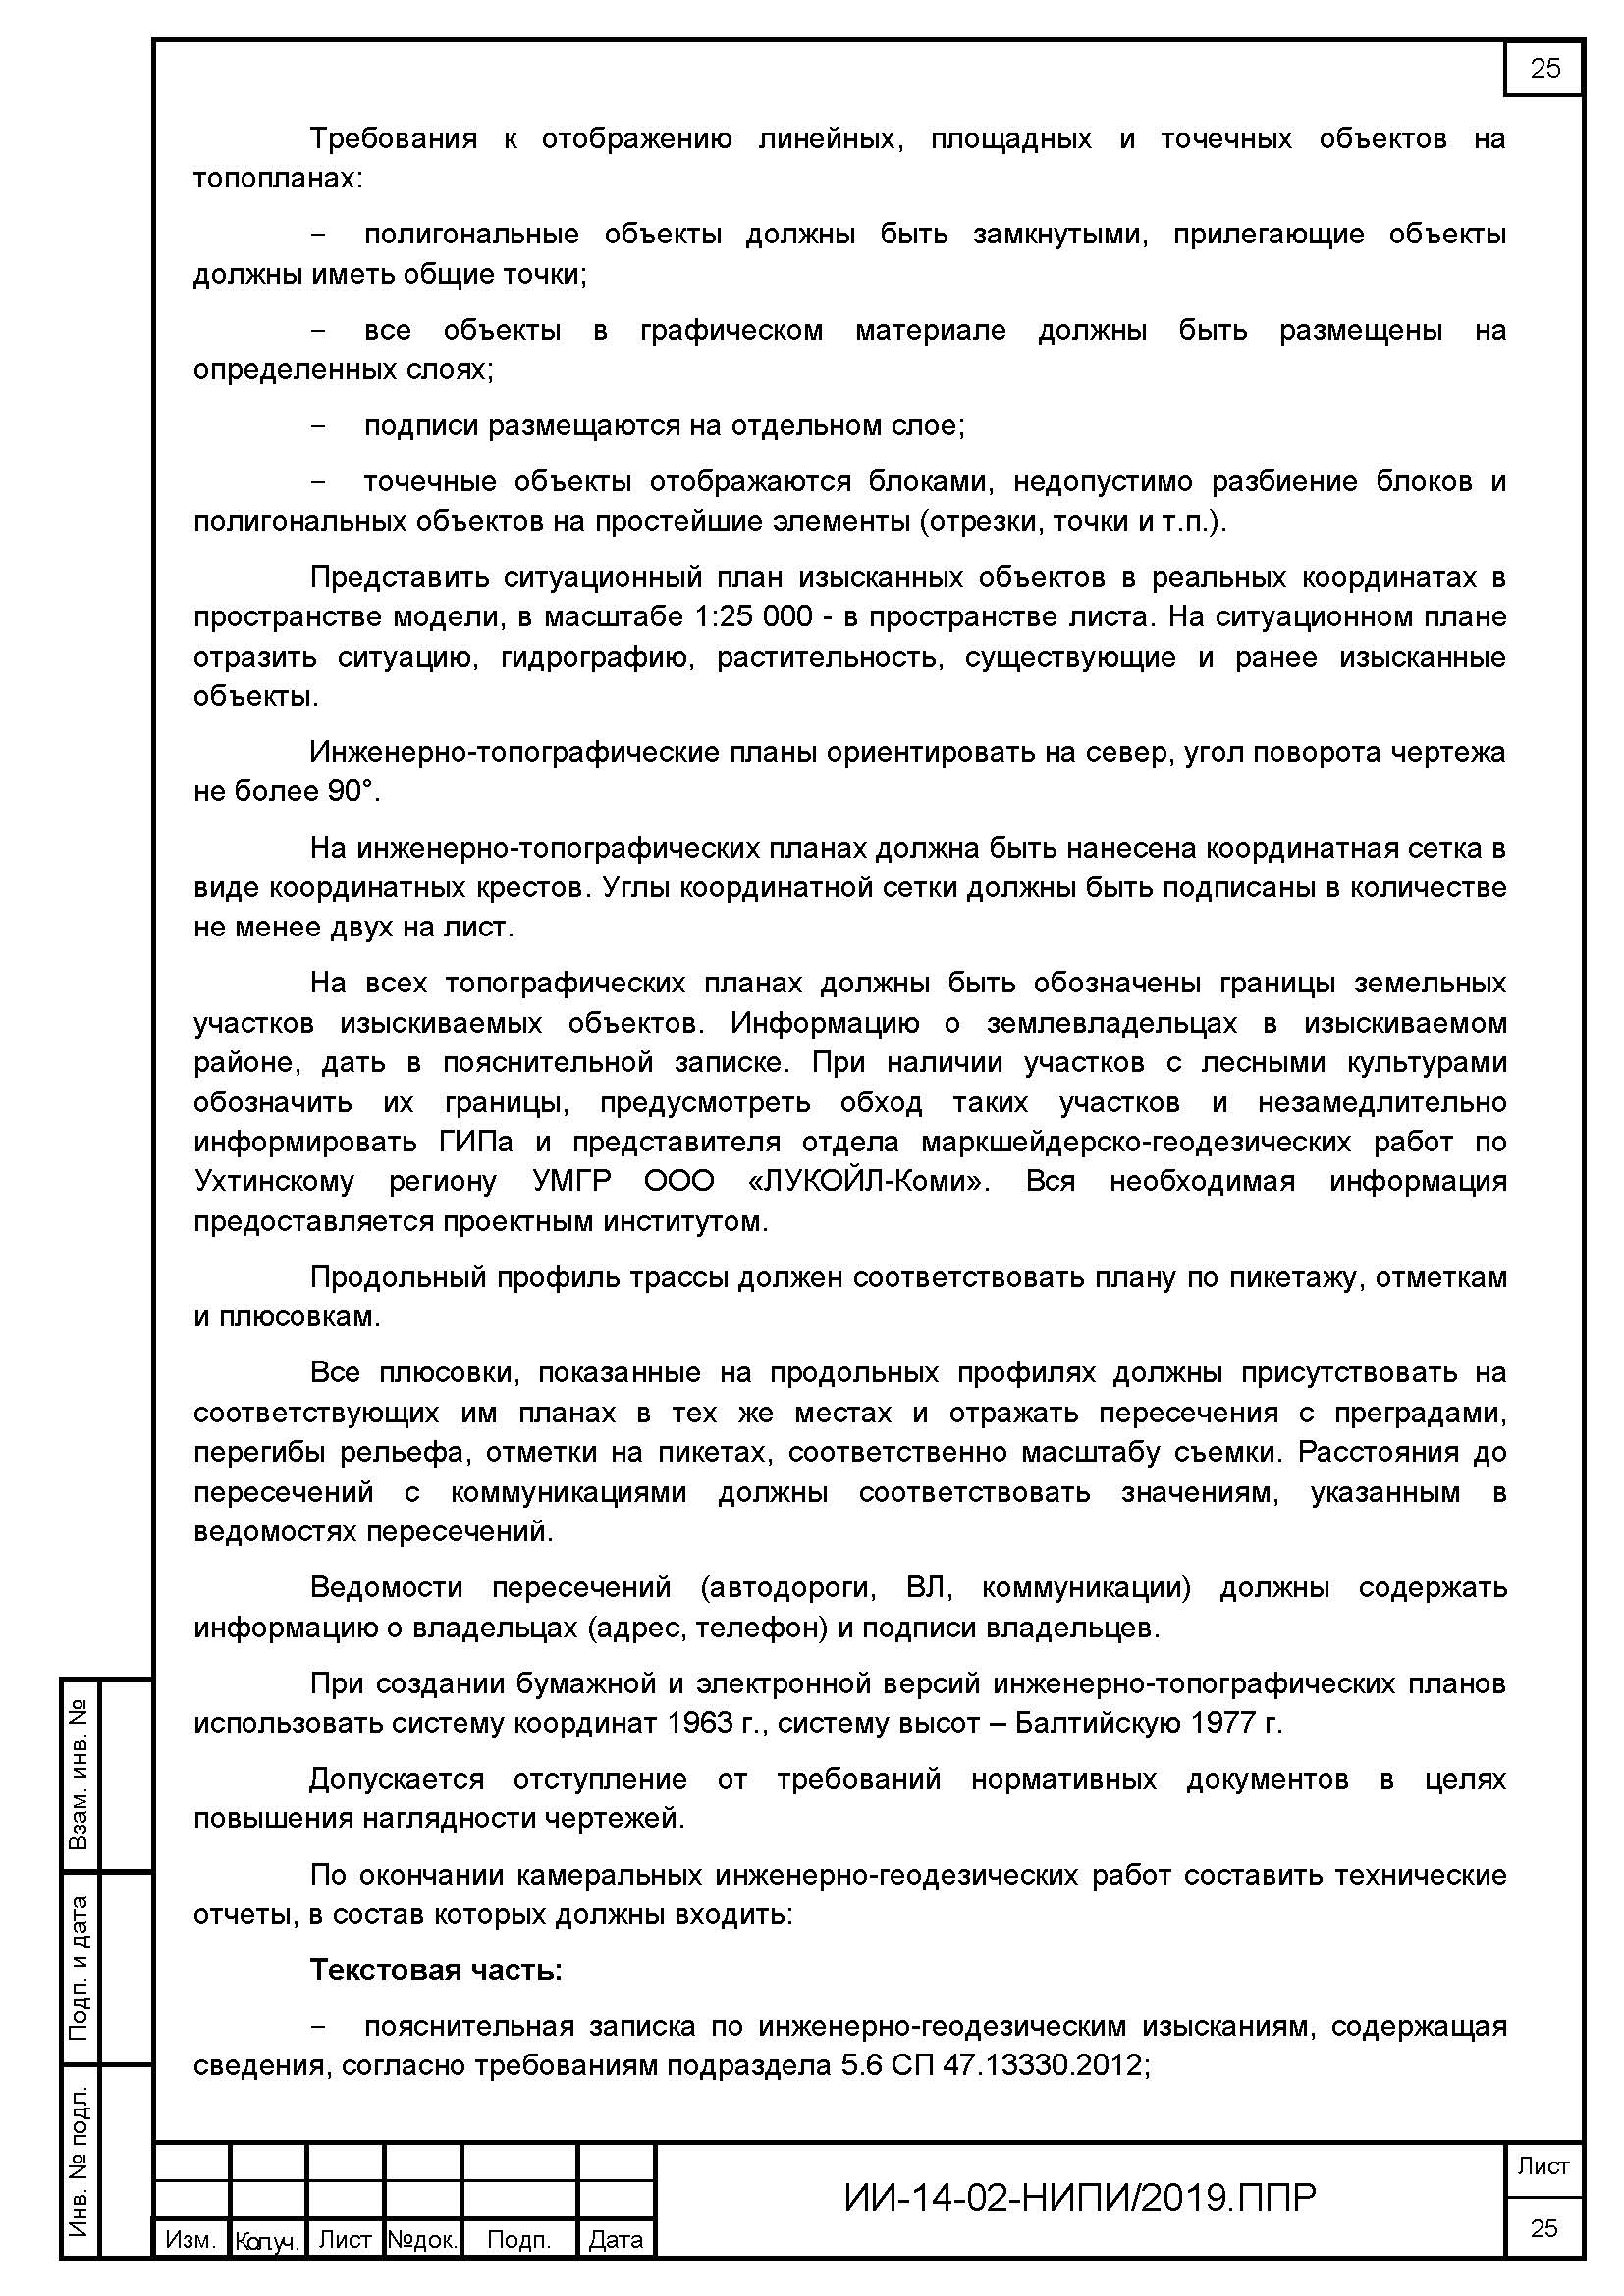 25
Требования к отображению линейных, площадных и точечных объектов на
топопланах:
− полигональные объекты должны быть замкнутыми, прилегающие объекты
должны иметь общие точки;
− все объекты в графическом материале должны быть размещены на
определенных слоях;
− подписи размещаются на отдельном слое;
− точечные объекты отображаются блоками, недопустимо разбиение блоков и
полигональных объектов на простейшие элементы (отрезки, точки и т.п.).
Представить ситуационный план изысканных объектов в реальных координатах в
пространстве модели, в масштабе 1:25 000 - в пространстве листа. На ситуационном плане
отразить ситуацию, гидрографию, растительность, существующие и ранее изысканные
объекты.
Инженерно-топографические планы ориентировать на север, угол поворота чертежа
не более 90°.
На инженерно-топографических планах должна быть нанесена координатная сетка в
виде координатных крестов. Углы координатной сетки должны быть подписаны в количестве
не менее двух на лист.
На всех топографических планах должны быть обозначены границы земельных
участков изыскиваемых объектов. Информацию о землевладельцах в изыскиваемом
районе, дать в пояснительной записке. При наличии участков с лесными культурами
обозначить их границы, предусмотреть обход таких участков и незамедлительно
информировать ГИПа и представителя отдела маркшейдерско-геодезических работ по
Ухтинскому региону УМГР ООО «ЛУКОЙЛ-Коми». Вся необходимая информация
предоставляется проектным институтом.
Продольный профиль трассы должен соответствовать плану по пикетажу, отметкам
и плюсовкам.
Все плюсовки, показанные на продольных профилях должны присутствовать на
соответствующих им планах в тех же местах и отражать пересечения с преградами,
перегибы рельефа, отметки на пикетах, соответственно масштабу съемки. Расстояния до
пересечений с коммуникациями должны соответствовать значениям, указанным в
ведомостях пересечений.
Ведомости пересечений (автодороги, ВЛ, коммуникации) должны содержать
информацию о владельцах (адрес, телефон) и подписи владельцев.
При создании бумажной и электронной версий инженерно-топографических планов
использовать систему координат 1963 г., систему высот – Балтийскую 1977 г.
Допускается отступление от требований нормативных документов в целях
повышения наглядности чертежей.
По окончании камеральных инженерно-геодезических работ составить технические
отчеты, в состав которых должны входить:
Текстовая часть:
− пояснительная записка по инженерно-геодезическим изысканиям, содержащая
сведения, согласно требованиям подраздела 5.6 СП 47.13330.2012;
Взам. инв. №
Подп. и дата
Инв. № подл.
Изм. Кол.уч. Лист №док. Подп. Дата
ИИ-14-02-НИПИ/2019.ППР
Лист
25